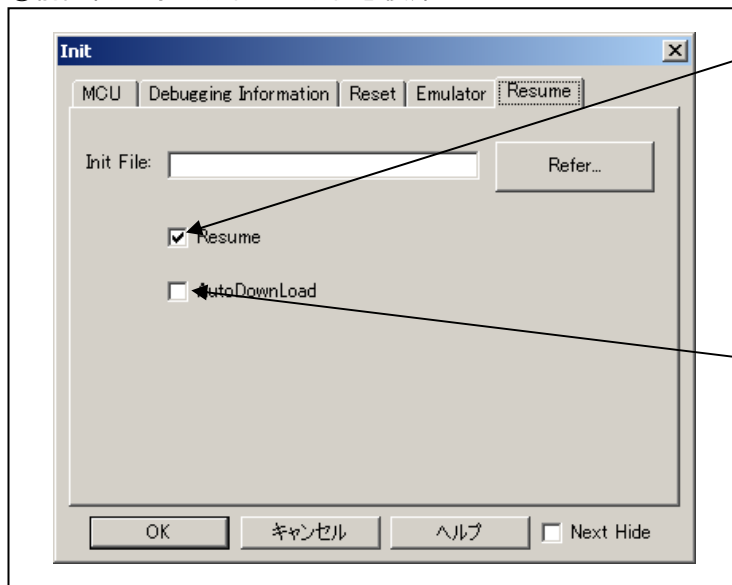 Init
MCU Debugging Information Reset Emulator Resume
Init File: Refer...
Resume
AutoDownLoad
OK キャンセル ヘルプ Next Hide